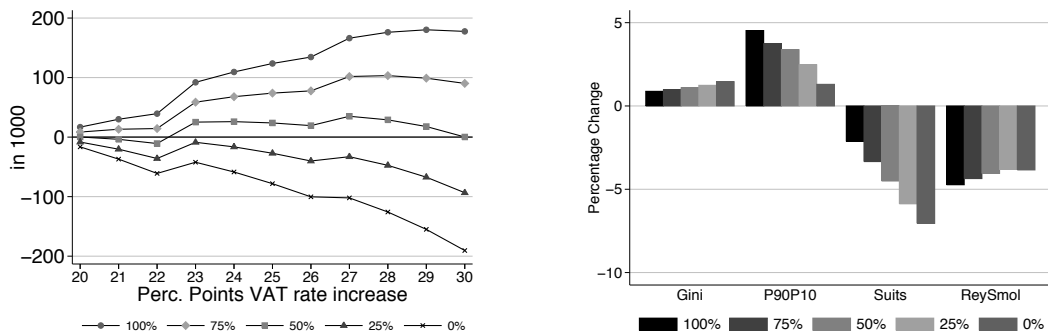 200
100
0
−100
−200
in 1000
20 21 22 23 24 25 26 27 28 29 30
Perc. Points VAT rate increase
100% 75% 50% 25% 0%
5
0
−5
−10
Percentage Change
Gini P90P10 Suits ReySmol
100% 75% 50% 25% 0%